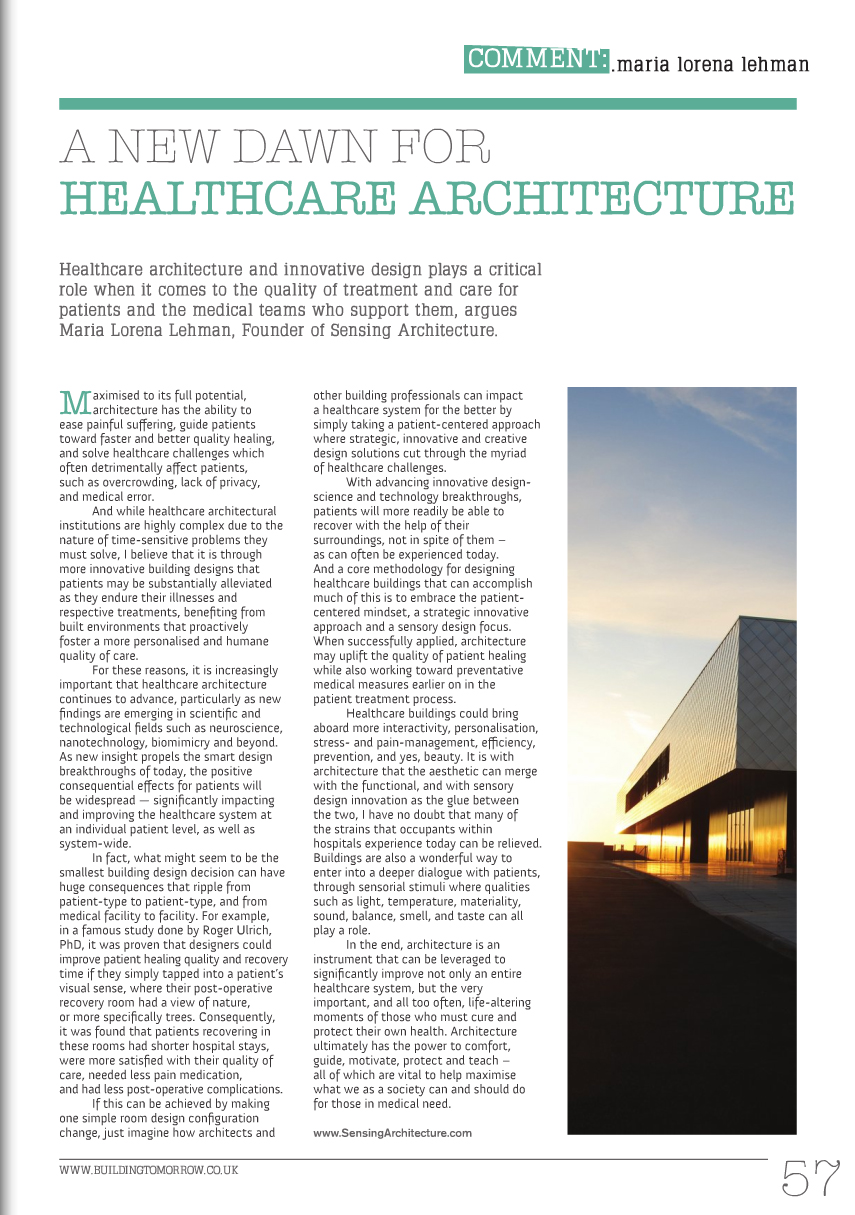 COMMENT:.maria lorena lehman
A NEW DAWN FOR
HEALTHCARE ARCHITECTURE
Healthcare architecture and innovative design plays a critical
role when it comes to the quality of treatment and care for
patients and the medical teams who support them, argues
Maria Lorena Lehman, Founder of Sensing Architecture.
Maximised to its full potential,
architecture has the ability to
ease painful suffering, guide patients
toward faster and better quality healing,
and solve healthcare challenges which
often detrimentally affect patients,
such as overcrowding, lack of privacy,
and medical error.
And while healthcare architectural
institutions are highly complex due to the
nature of time-sensitive problems they
must solve, I believe that it is through
more innovative building designs that
patients may be substantially alleviated
as they endure their illnesses and
respective treatments, benefiting from
built environments that proactively
foster a more personalised and humane
quality of care.
For these reasons, it is increasingly
important that healthcare architecture
continues to advance, particularly as new
findings are emerging in scientific and
technological fields such as neuroscience,
nanotechnology, biomimicry and beyond.
As new insight propels the smart design
breakthroughs of today, the positive
consequential effects for patients will
be widespread — significantly impacting
and improving the healthcare system at
an individual patient level, as well as
system-wide.
In fact, what might seem to be the
smallest building design decision can have
huge consequences that ripple from
patient-type to patient-type, and from
medical facility to facility. For example,
in a famous study done by Roger Ulrich,
PhD, it was proven that designers could
improve patient healing quality and recovery
time if they simply tapped into a patient's
visual sense, where their post-operative
recovery room had a view of nature,
or more specifically trees. Consequently,
it was found that patients recovering in
these rooms had shorter hospital stays,
were more satisfied with their quality of
care, needed less pain medication,
and had less post-operative complications.
If this can be achieved by making
one simple room design configuration
change, just imagine how architects and
other building professionals can impact
a healthcare system for the better by
simply taking a patient-centered approach
where strategic, innovative and creative
design solutions cut through the myriad
of healthcare challenges.
With advancing innovative design-
science and technology breakthroughs,
patients will more readily be able to
recover with the help of their
surroundings, not in spite of them –
as can often be experienced today.
And a core methodology for designing
healthcare buildings that can accomplish
much of this is to embrace the patient-
centered mindset, a strategic innovative
approach and a sensory design focus.
When successfully applied, architecture
may uplift the quality of patient healing
while also working toward preventative
medical measures earlier on in the
patient treatment process.
Healthcare buildings could bring
aboard more interactivity, personalisation,
stress- and pain-management, efficiency,
prevention, and yes, beauty. It is with
architecture that the aesthetic can merge
with the functional, and with sensory
design innovation as the glue between
the two, I have no doubt that many of
the strains that occupants within
hospitals experience today can be relieved.
Buildings are also a wonderful way to
enter into a deeper dialogue with patients,
through sensorial stimuli where qualities
such as light, temperature, materiality,
sound, balance, smell, and taste can all
play a role.
In the end, architecture is an
instrument that can be leveraged to
significantly improve not only an entire
healthcare system, but the very
important, and all too often, life-altering
moments of those who must cure and
protect their own health. Architecture
ultimately has the power to comfort,
guide, motivate, protect and teach –
all of which are vital to help maximise
what we as a society can and should do
for those in medical need.
www.SensingArchitecture.com
WWW.BUILDINGTOMORROW.CO.UK
57